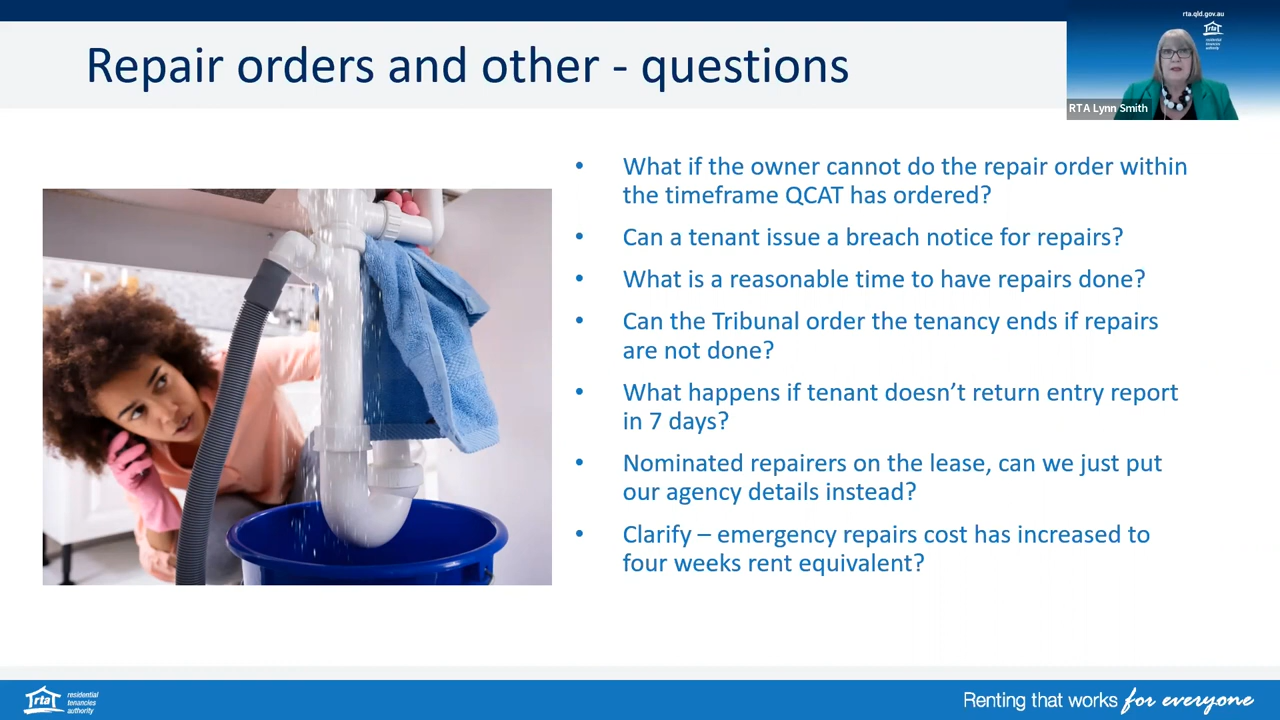 Repair orders and other - questions
rta.qld.gov.au
rta
residential
tenancies
authority
RTA Lynn Smith
• What if the owner cannot do the repair order within
the timeframe QCAT has ordered?
• Can a tenant issue a breach notice for repairs?
• What is a reasonable time to have repairs done?
• Can the Tribunal order the tenancy ends if repairs
are not done?
• What happens if tenant doesn’t return entry report
in 7 days?
• Nominated repairers on the lease, can we just put
our agency details instead?
• Clarify – emergency repairs cost has increased to
four weeks rent equivalent?
rta
residential
tenancies
authority
Renting that works for everyone